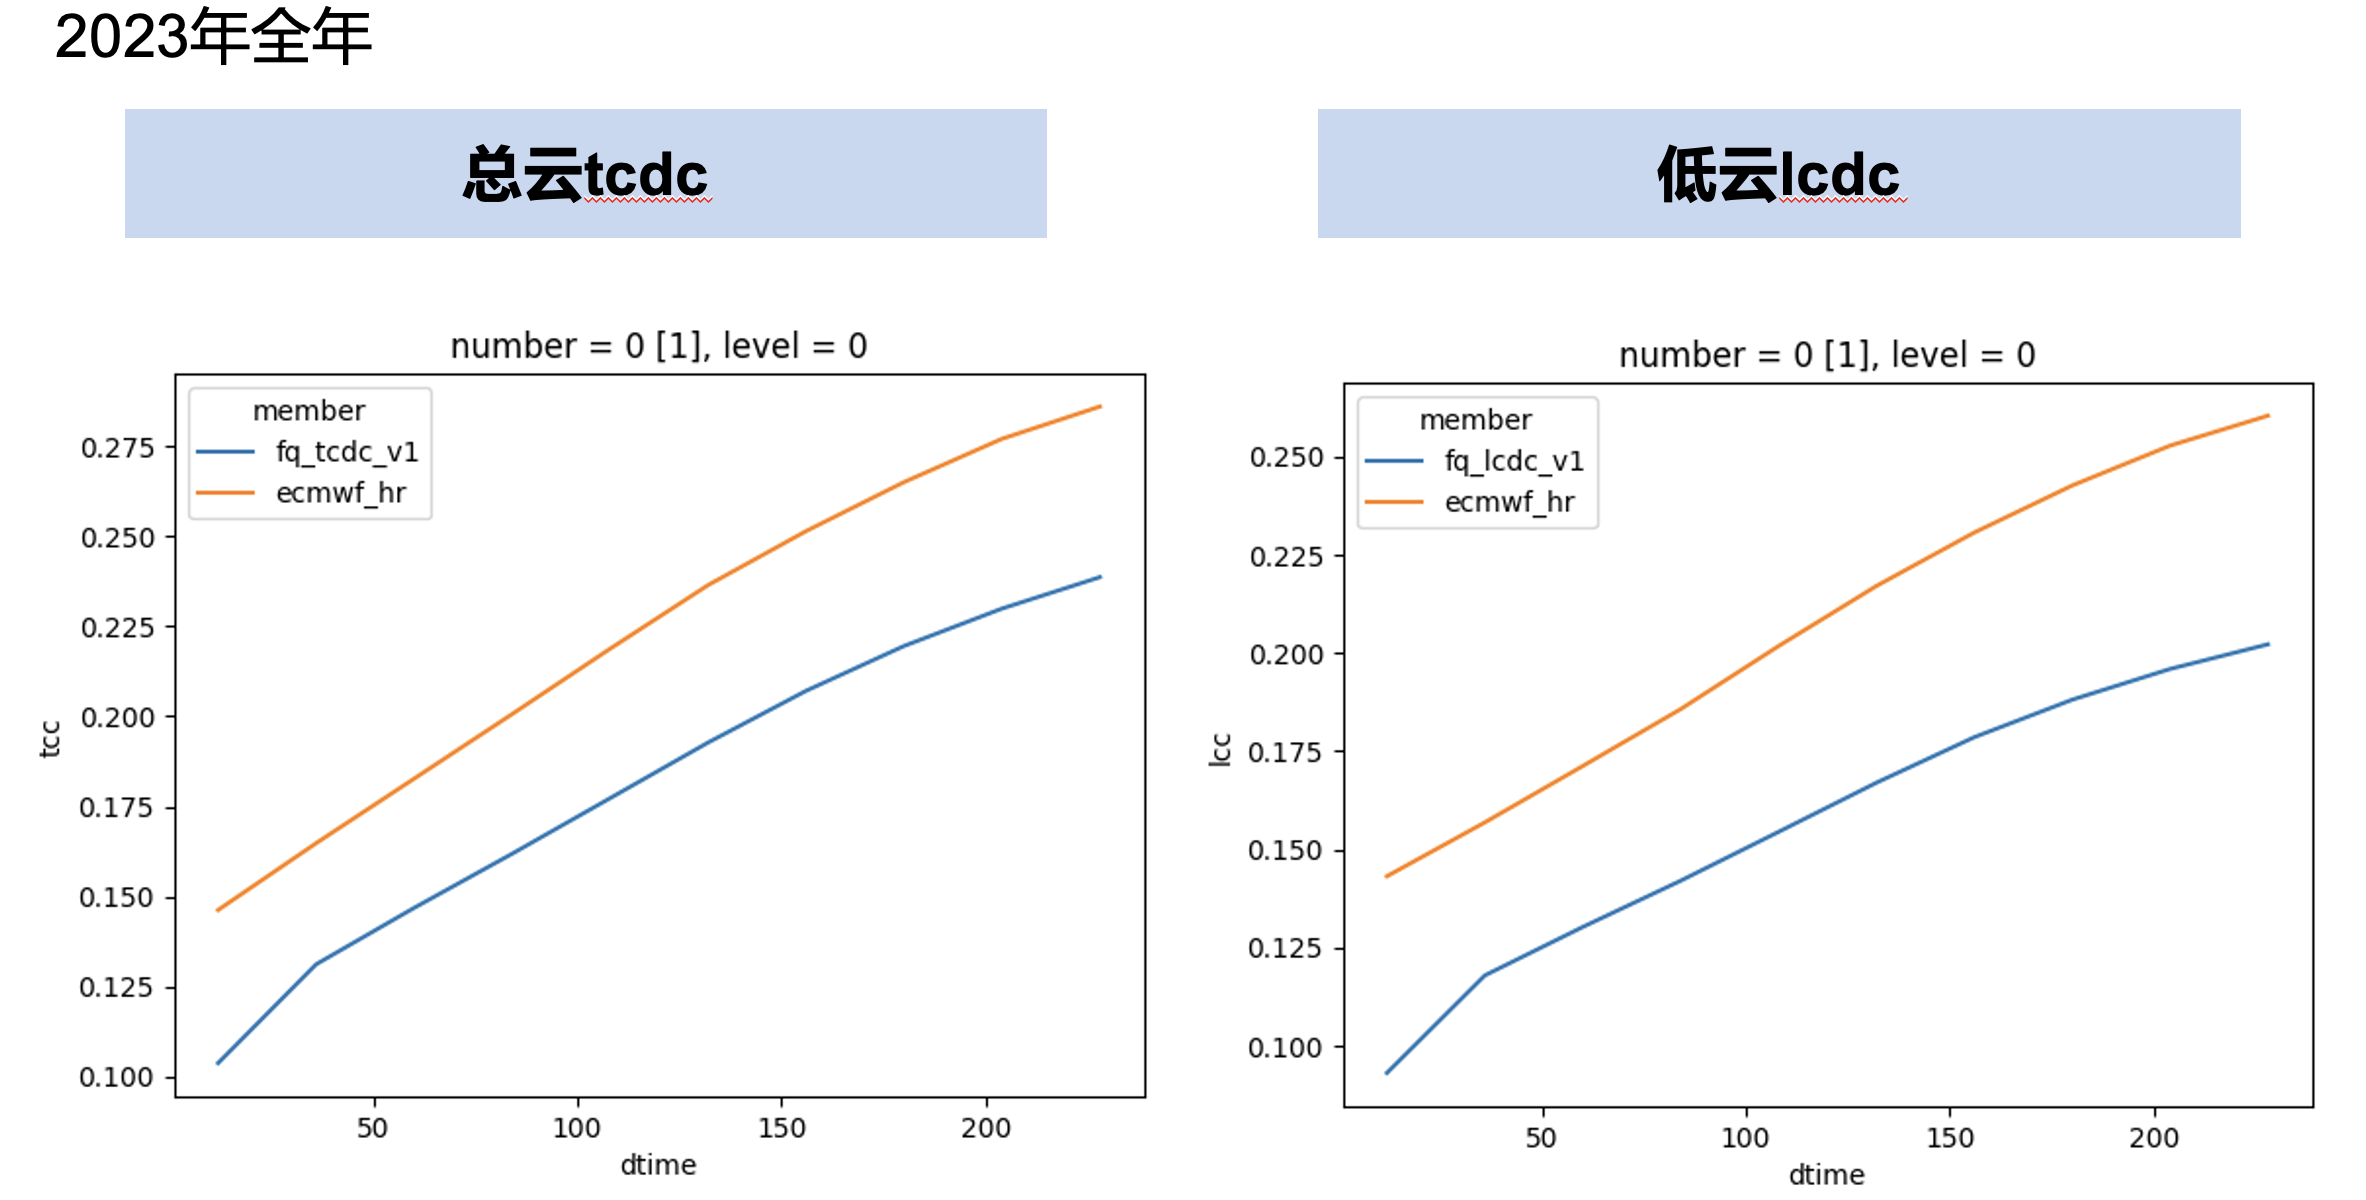 2023年全年
总云tcdc
低云lcdc
number = 0 [1], level = 0
member
fq_tcdc_v1
ecmwf_hr
0.275
0.250
0.225
0.200
0.175
0.150
0.125
0.100
tcc
50 100 150 200
dtime
number = 0 [1], level = 0
member
fq_lcdc_v1
ecmwf_hr
0.250
0.225
0.200
0.175
0.150
0.125
0.100
lcc
50 100 150 200
dtime